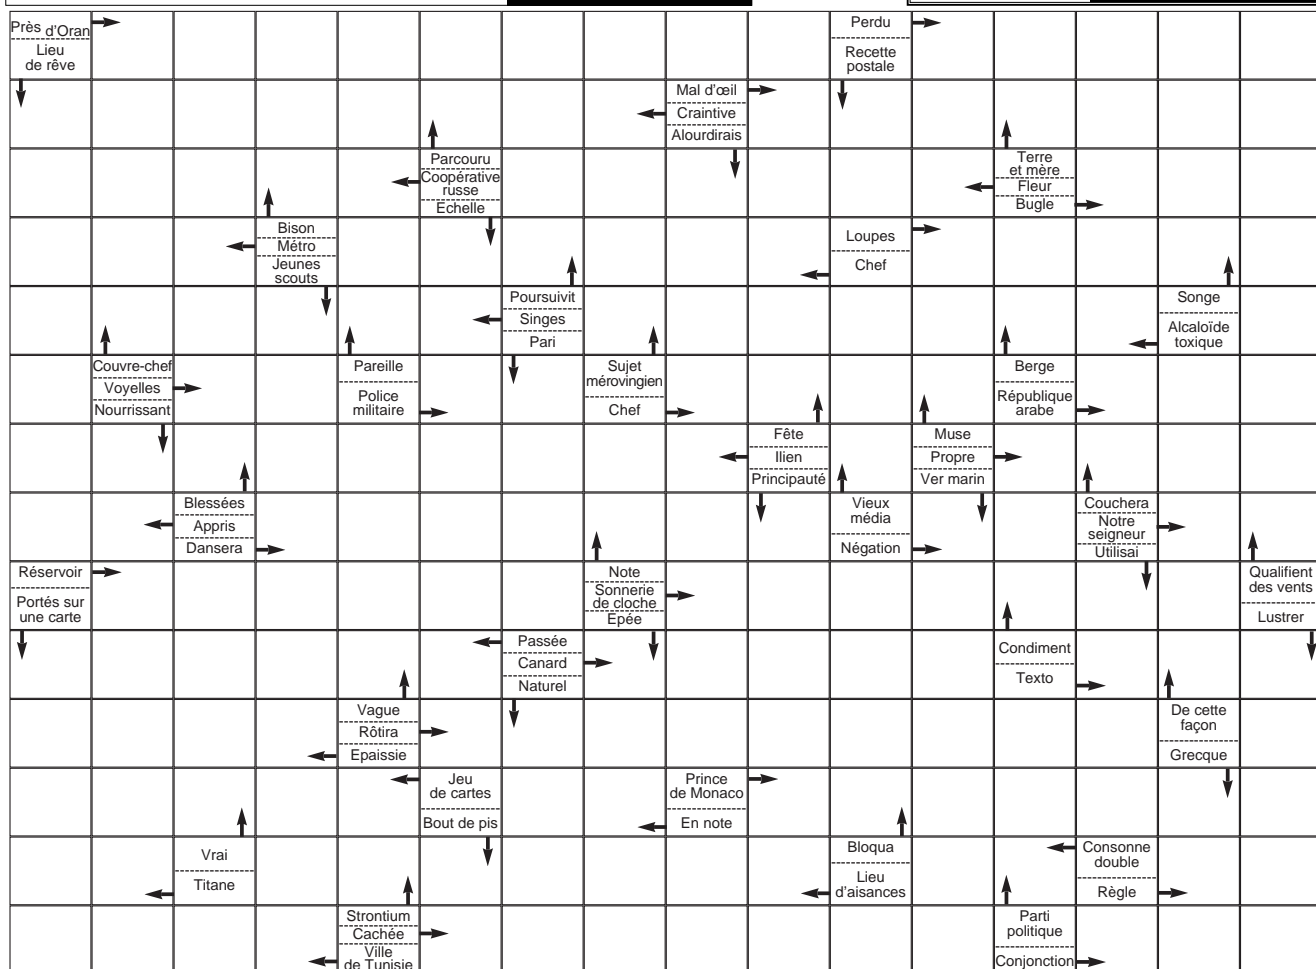 Près d'Oran
Lieu
de rêve
Perdu
Recette
postale
Mal d'œil
Craintive
Alourdirais
Parcouru
Coopérative
russe
Echelle
Terre
et mère
Fleur
Bugle
Bison
Métro
Jeunes
scouts
Loupes
Chef
Poursuivit
Singes
Pari
Songe
Alcaloïde
toxique
Couvre-chef
Voyelles
Nourrissant
Pareille
Police
militaire
Sujet
mérovingien
Chef
Berge
République
arabe
Fête
Ilien
Principauté
Muse
Propre
Ver marin
Blessées
Appris
Dansera
Vieux
média
Négation
Couchera
Notre
seigneur
Utilisai
Réservoir
Portés sur
une carte
Note
Sonnerie
de cloche
Epée
Qualifient
des vents
Lustrer
Passée
Canard
Naturel
Condiment
Texto
Vague
Rôtira
Epaissie
De cette
façon
Grecque
Jeu
de cartes
Bout de pis
Prince
de Monaco
En note
Vrai
Titane
Bloqua
Lieu
d'aisances
Consonne
double
Règle
Strontium
Cachée
Ville
de Tunisie
Parti
politique
Conjonction